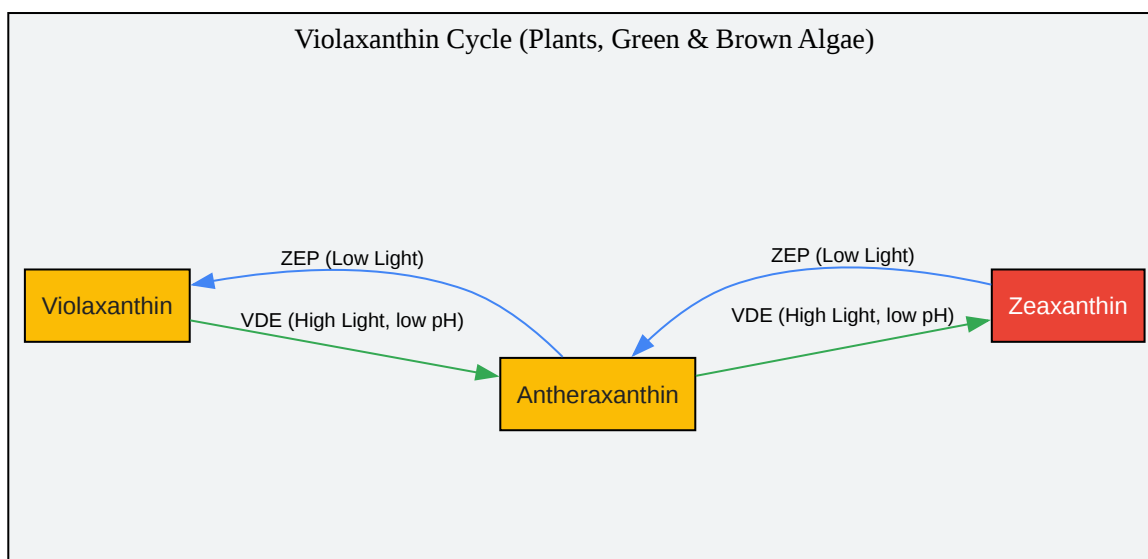 Violaxanthin Cycle (Plants, Green & Brown Algae)
ZEP (Low Light)
ZEP (Low Light)
Violaxanthin
Zeaxanthin
VDE (High Light, low pH)
VDE (High Light, low pH)
Antheraxanthin